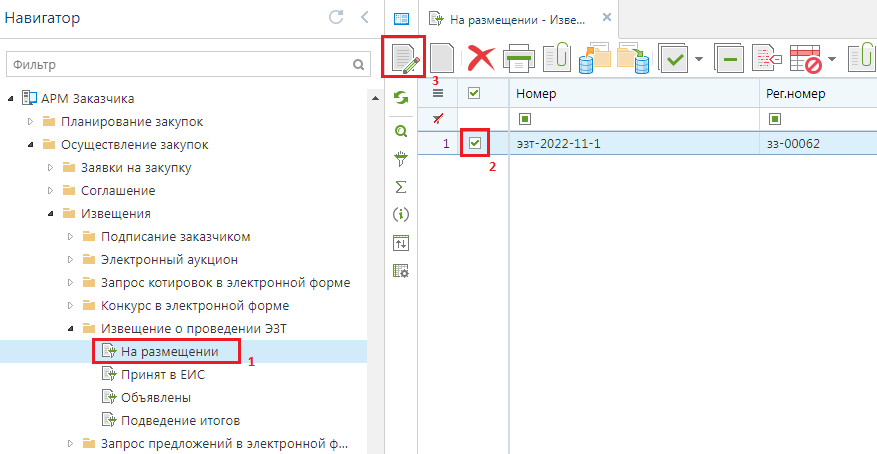 Навигатор
Фильтр
АРМ Заказчика
Планирование закупок
Осуществление закупок
Заявки на закупку
Соглашение
Извещения
Подписание заказчиком
Электронный аукцион
Запрос котировок в электронной форме
Конкурс в электронной форме
Извещение о проведении ЭЗТ
На размещении
1
Принят в ЕИС
Объявлены
Подведение итогов
Запрос предложений в электронной ф...
На размещении - Изве...
3
Номер
Рег.номер
1
эзт-2022-11-1
зз-00062
2